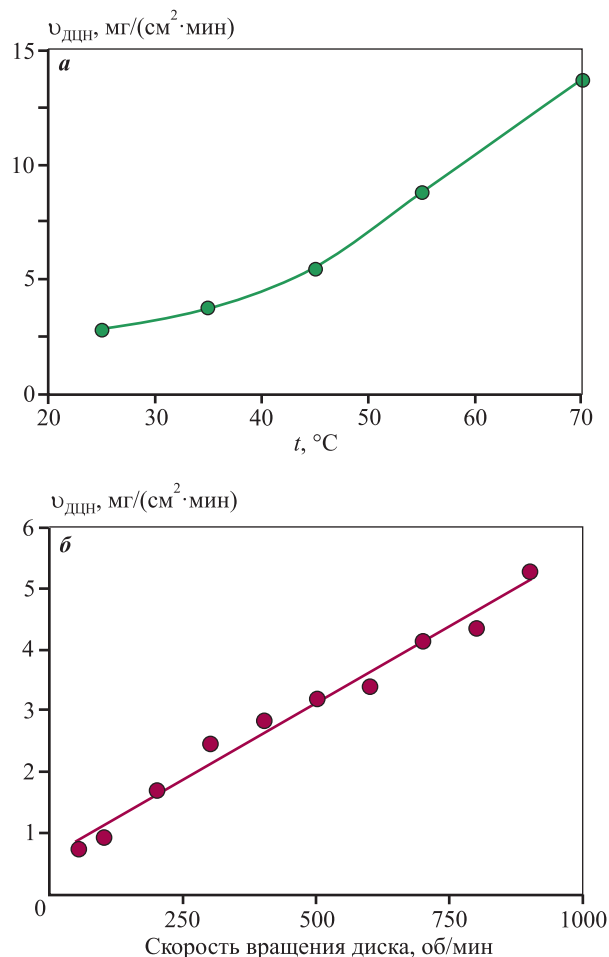 υДЦН, мг/(см²·мин)
15
а
10
5
0
20 30 40 50 60 70
t, °C
υДЦН, мг/(см²·мин)
6
б
5
4
3
2
1
0
250 500 750 1000
Скорость вращения диска, об/мин